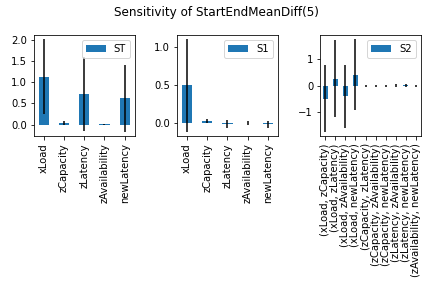 Sensitivity of StartEndMeanDiff(5)
2.0
1.5
1.0
0.5
0.0
ST
xLoad
zCapacity
zLatency
zAvailability
newLatency
1.0
0.5
0.0
S1
xLoad
zCapacity
zLatency
zAvailability
newLatency
1
0
−1
S2
(xLoad, zCapacity)
(xLoad, zLatency)
(xLoad, zAvailability)
(xLoad, newLatency)
(zCapacity, zLatency)
(zCapacity, zAvailability)
(zCapacity, newLatency)
(zLatency, zAvailability)
(zLatency, newLatency)
(zAvailability, newLatency)